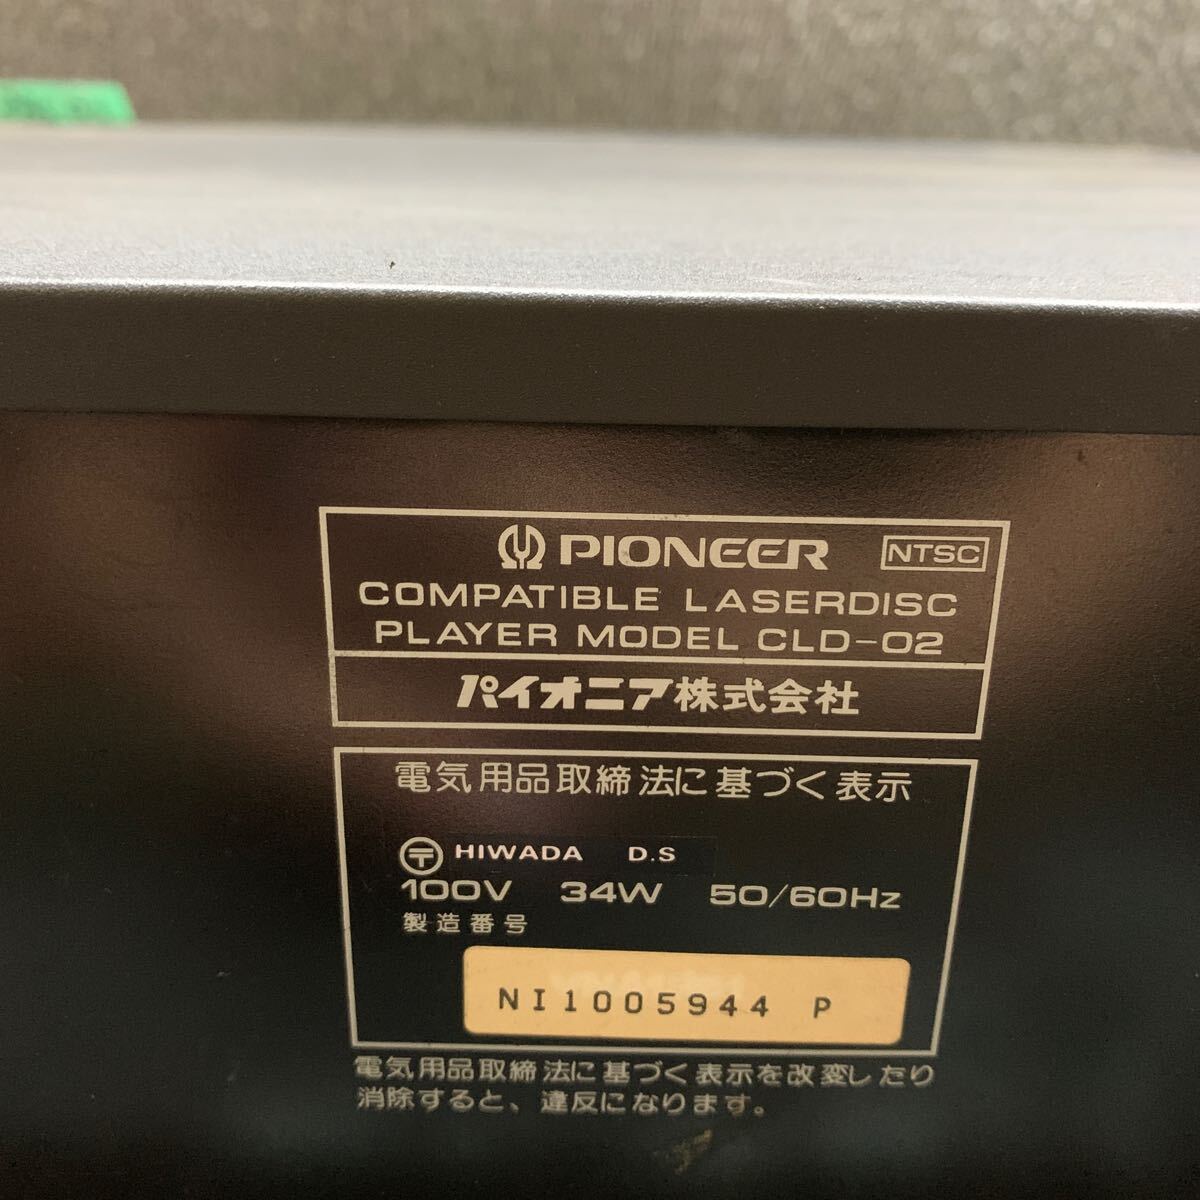 PIONEER NTSC
COMPATIBLE LASERDISC
PLAYER MODEL CLD-02
パイオニア株式会社
電気用品取締法に基づく表示
〒 HIWADA D.S
100V 34W 50/60Hz
製造番号
NI1005944 P
電気用品取締法に基づく表示を改変したり
消除すると、違反になります。